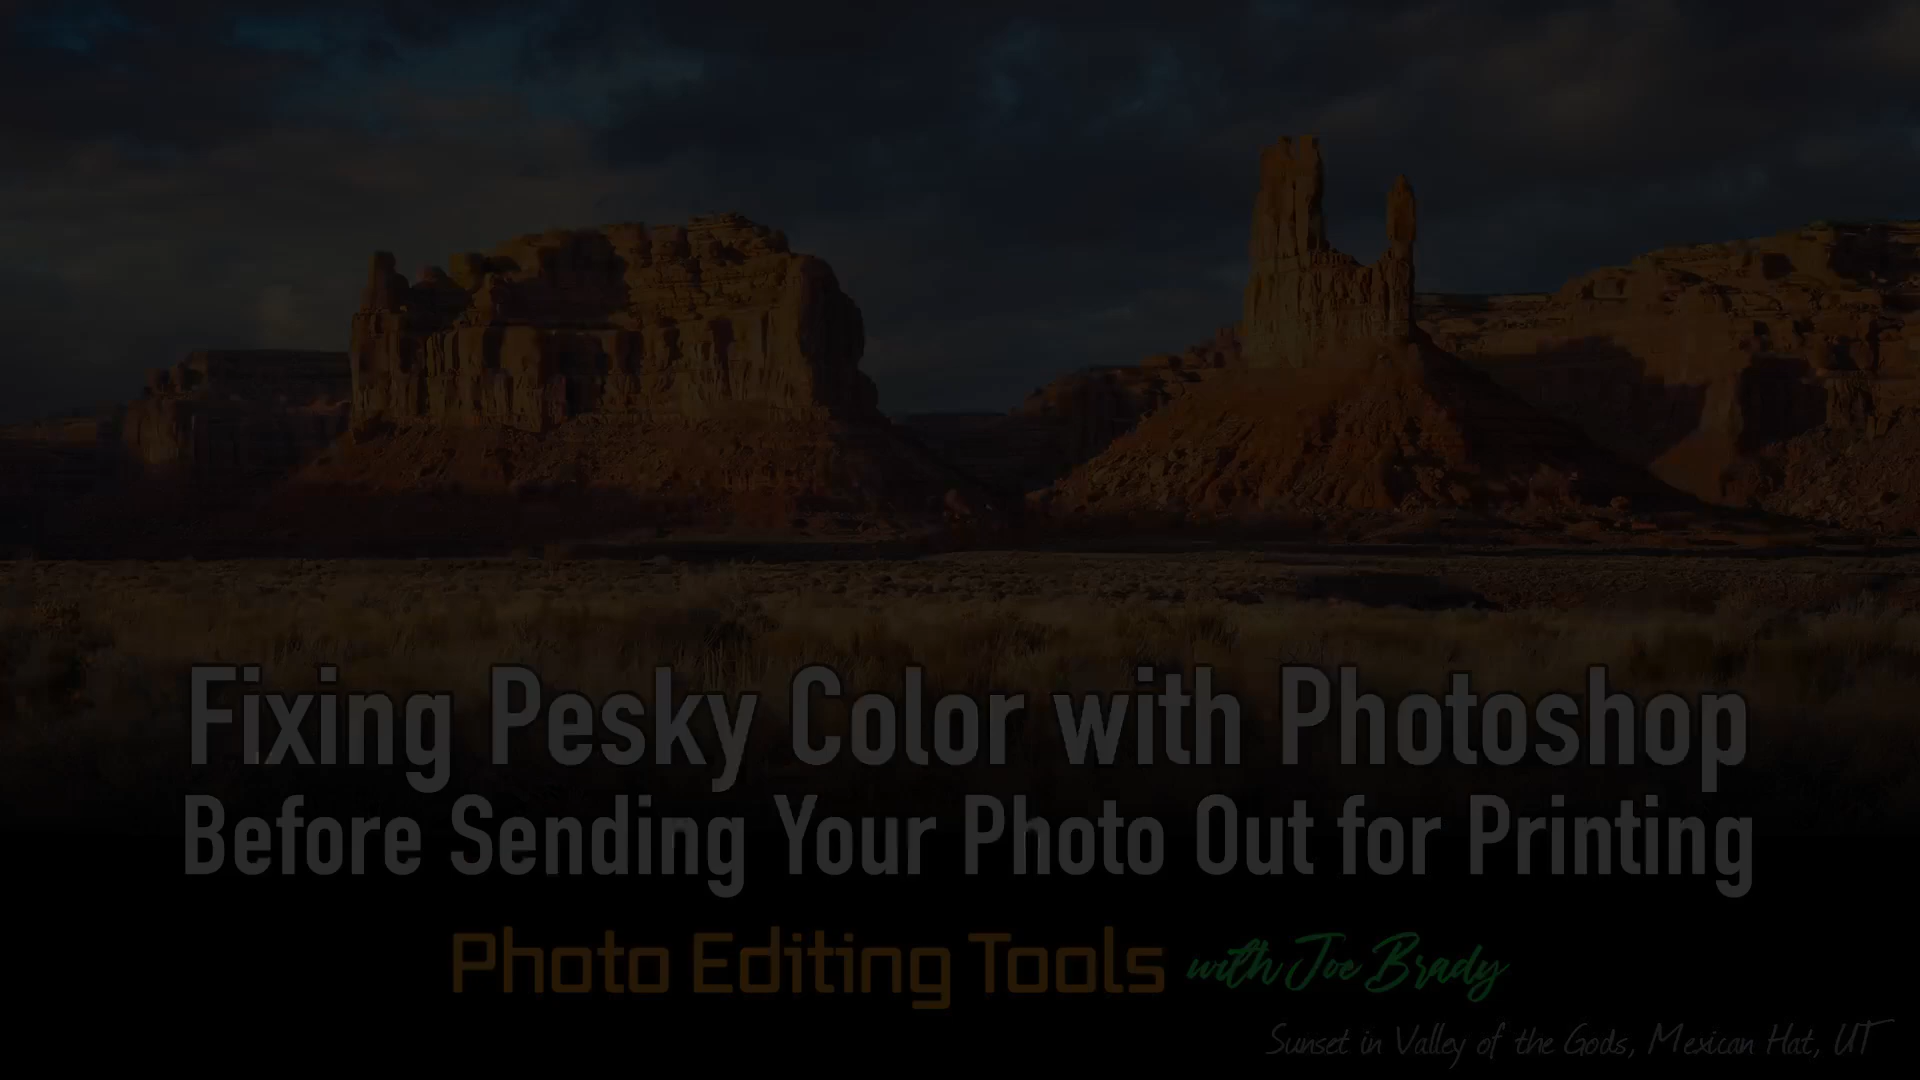 Fixing Pesky Color with Photoshop
Before Sending Your Photo Out for Printing
Photo Editing Tools with Joe Brady
Sunset in Valley of the Gods, Mexican Hat, UT